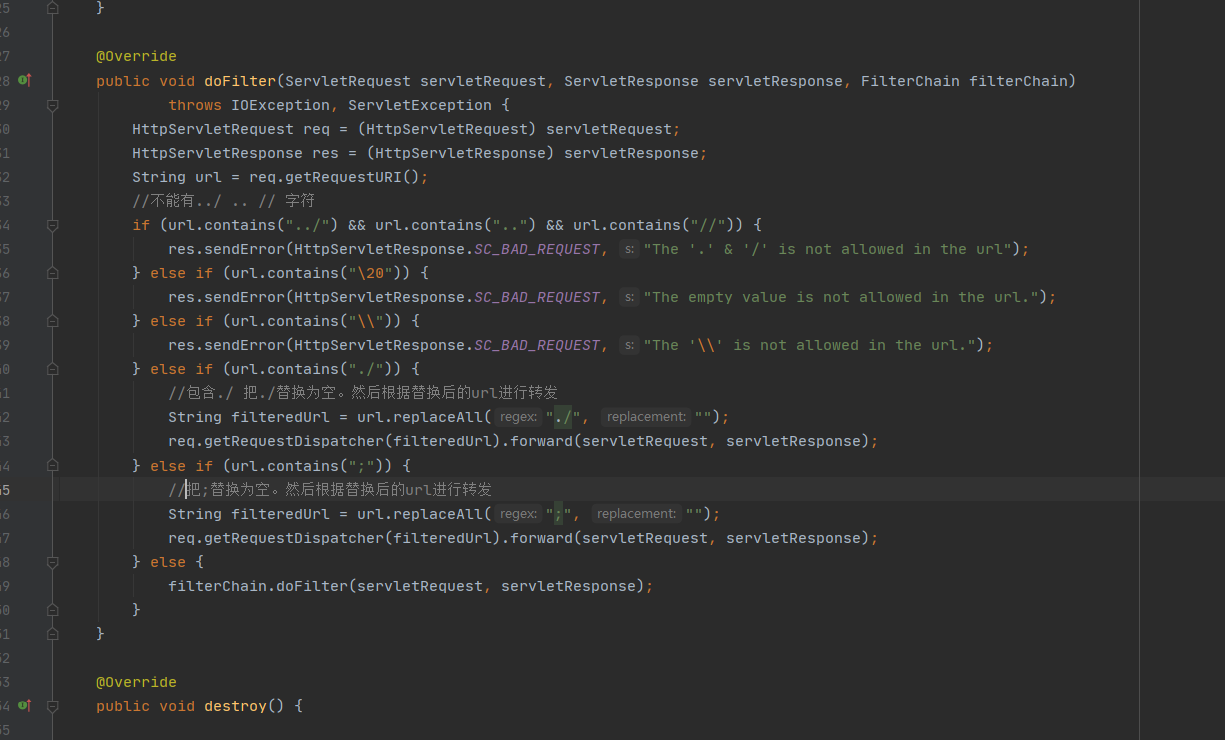 25 }
26
27 @Override
28 public void doFilter(ServletRequest servletRequest, ServletResponse servletResponse, FilterChain filterChain)
29 throws IOException, ServletException {
30 HttpServletRequest req = (HttpServletRequest) servletRequest;
31 HttpServletResponse res = (HttpServletResponse) servletResponse;
32 String url = req.getRequestURI();
33 //不能有../ .. // 字符
34 if (url.contains("../") && url.contains("..") && url.contains("//")) {
35 res.sendError(HttpServletResponse.SC_BAD_REQUEST, s: "The '.' & '/' is not allowed in the url");
36 } else if (url.contains("\20")) {
37 res.sendError(HttpServletResponse.SC_BAD_REQUEST, s: "The empty value is not allowed in the url.");
38 } else if (url.contains("\\")) {
39 res.sendError(HttpServletResponse.SC_BAD_REQUEST, s: "The '\\' is not allowed in the url.");
40 } else if (url.contains("./")) {
41 //包含./ 把./替换为空。然后根据替换后的url进行转发
42 String filteredUrl = url.replaceAll( regex: "./", replacement: "");
43 req.getRequestDispatcher(filteredUrl).forward(servletRequest, servletResponse);
44 } else if (url.contains(";")) {
45 //把;替换为空。然后根据替换后的url进行转发
46 String filteredUrl = url.replaceAll( regex: ";", replacement: "");
47 req.getRequestDispatcher(filteredUrl).forward(servletRequest, servletResponse);
48 } else {
49 filterChain.doFilter(servletRequest, servletResponse);
50 }
51 }
52
53 @Override
54 public void destroy() {
55